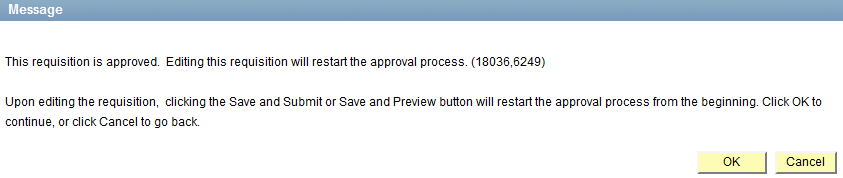 Message
This requisition is approved.  Editing this requisition will restart the approval process. (18036,6249)
Upon editing the requisition,  clicking the Save and Submit or Save and Preview button will restart the approval process from the beginning. Click OK to
continue, or click Cancel to go back.
OK Cancel